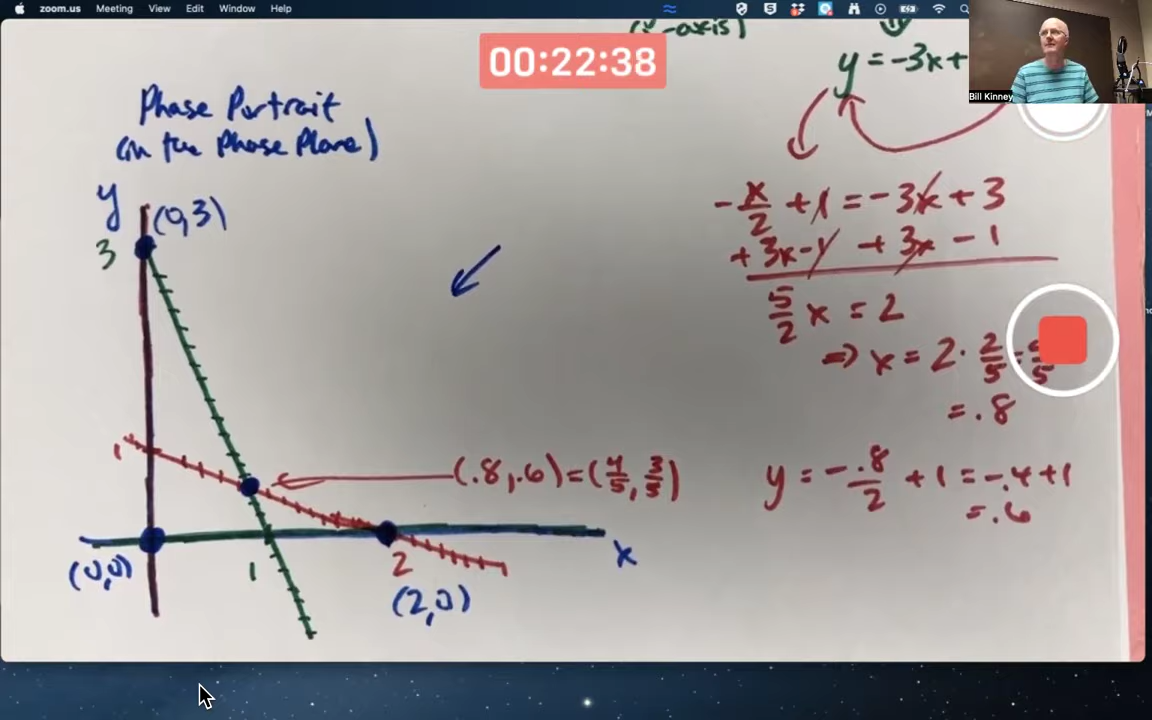 zoom.us Meeting View Edit Window Help
00:22:38
Bill Kinney
y = -3x+
Phase Portrait
(in the Phase Plane)
y
(0,3)
3
-x/2 + 1 = -3x + 3
+ 3x - 1 + 3x - 1
5/2 x = 2
⇒ x = 2 · 2/5 =
= .8
1
(.8, .6) = (4/5, 3/5)
y = -.8/2 + 1 = -.4 + 1
= .6
x
(0,0)
1
2
(2,0)